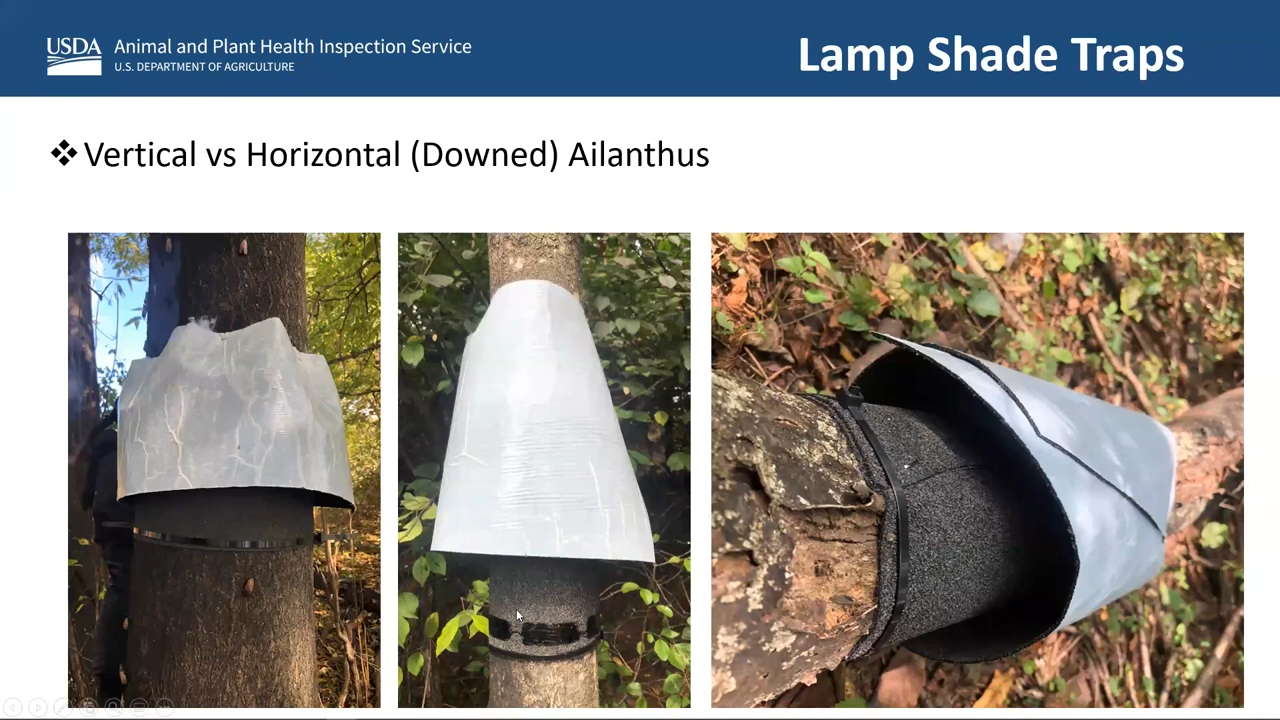 USDA Animal and Plant Health Inspection Service
U.S. DEPARTMENT OF AGRICULTURE
Lamp Shade Traps
❖ Vertical vs Horizontal (Downed) Ailanthus